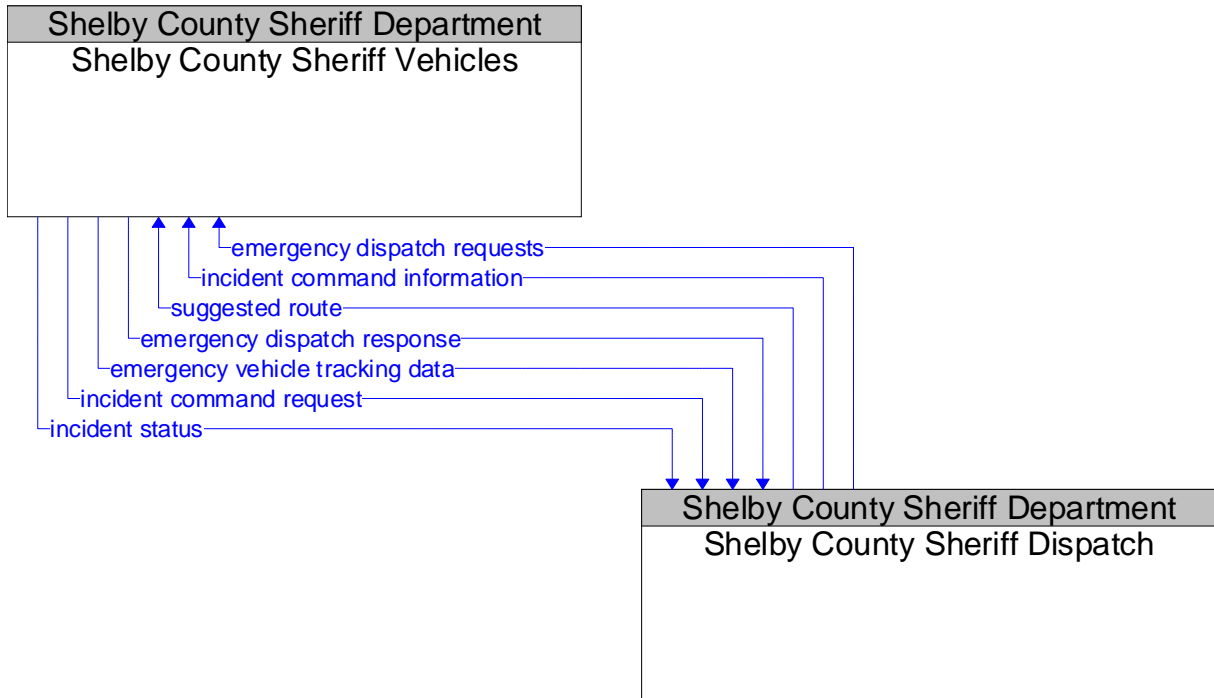 Shelby County Sheriff Department
Shelby County Sheriff Vehicles
emergency dispatch requests
incident command information
suggested route
emergency dispatch response
emergency vehicle tracking data
incident command request
incident status
Shelby County Sheriff Department
Shelby County Sheriff Dispatch